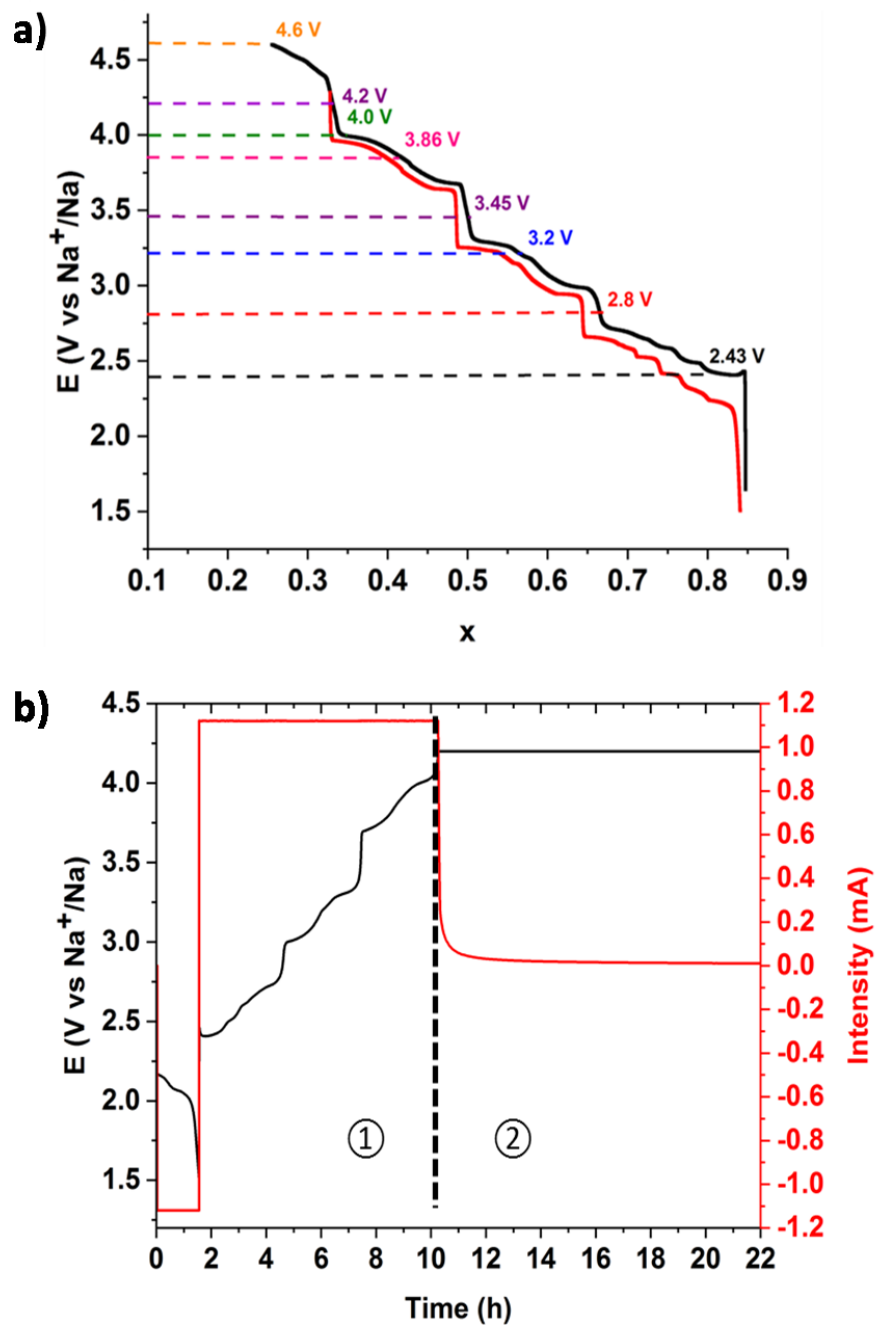 a)
4.6 V
4.2 V
4.0 V
3.86 V
3.45 V
3.2 V
2.8 V
2.43 V
E (V vs Na⁺/Na)
4.5
4.0
3.5
3.0
2.5
2.0
1.5
0.1 0.2 0.3 0.4 0.5 0.6 0.7 0.8 0.9
x
b)
E (V vs Na⁺/Na)
4.5
4.0
3.5
3.0
2.5
2.0
1.5
1
2
1.2
1.0
0.8
0.6
0.4
0.2
0.0
-0.2
-0.4
-0.6
-0.8
-1.0
-1.2
Intensity (mA)
0 2 4 6 8 10 12 14 16 18 20 22
Time (h)